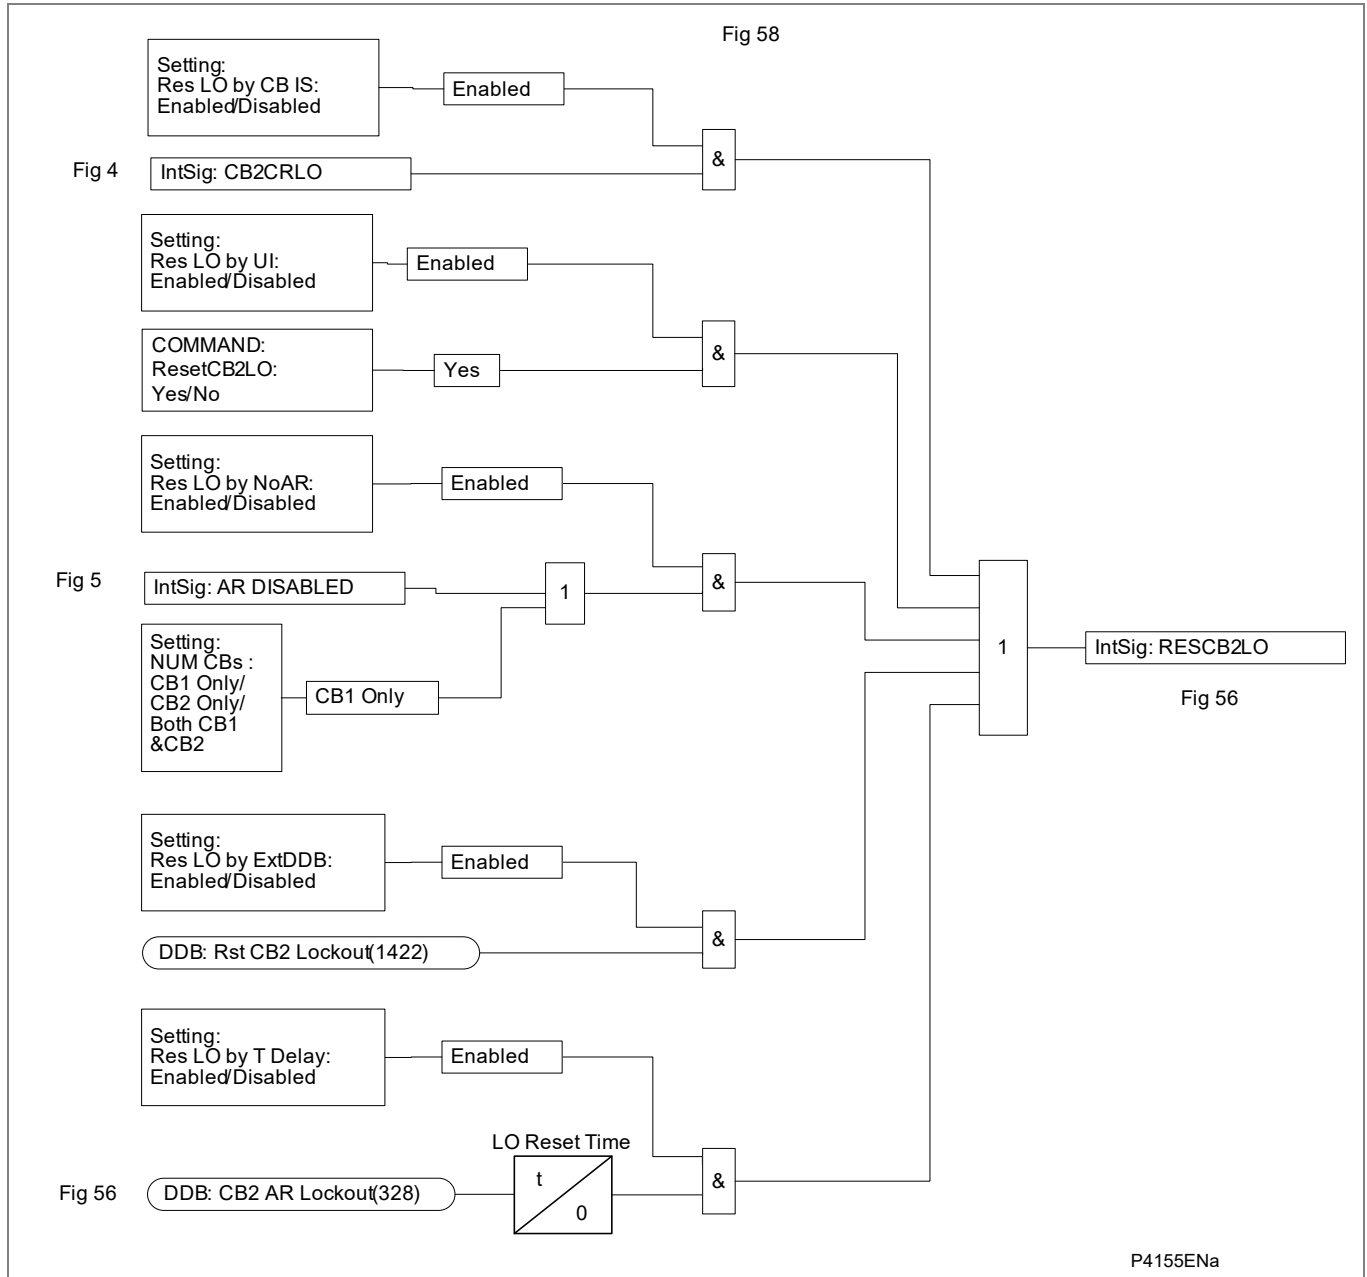 Fig 58
Setting:
Res LO by CB IS:
Enabled/Disabled
Enabled
&
Fig 4
IntSig: CB2CRLO
Setting:
Res LO by UI:
Enabled/Disabled
Enabled
&
COMMAND:
ResetCB2LO:
Yes/No
Yes
Setting:
Res LO by NoAR:
Enabled/Disabled
Enabled
&
Fig 5
IntSig: AR DISABLED
1
Setting:
NUM CBs :
CB1 Only/
CB2 Only/
Both CB1
&CB2
CB1 Only
1
IntSig: RESCB2LO
Fig 56
Setting:
Res LO by ExtDDB:
Enabled/Disabled
Enabled
&
DDB: Rst CB2 Lockout(1422)
Setting:
Res LO by T Delay:
Enabled/Disabled
Enabled
LO Reset Time
t
0
&
Fig 56
DDB: CB2 AR Lockout(328)
P4155ENa